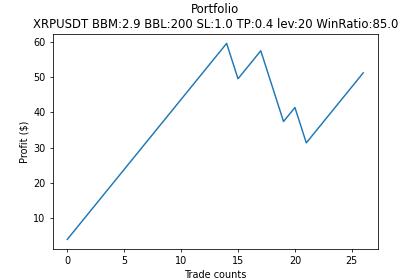 Portfolio
XRPUSDT BBM:2.9 BBL:200 SL:1.0 TP:0.4 lev:20 WinRatio:85.0
60
50
40
30
20
10
Profit ($)
0 5 10 15 20 25
Trade counts